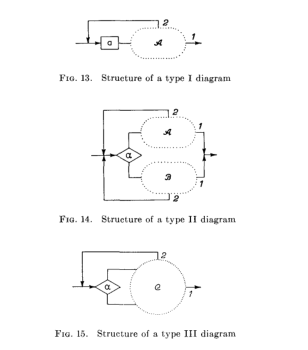 2
a 𝒜 1
FIG. 13. Structure of a type I diagram
2
𝒜
1
α
ℬ
1
2
FIG. 14. Structure of a type II diagram
2
α 𝒞 1
FIG. 15. Structure of a type III diagram